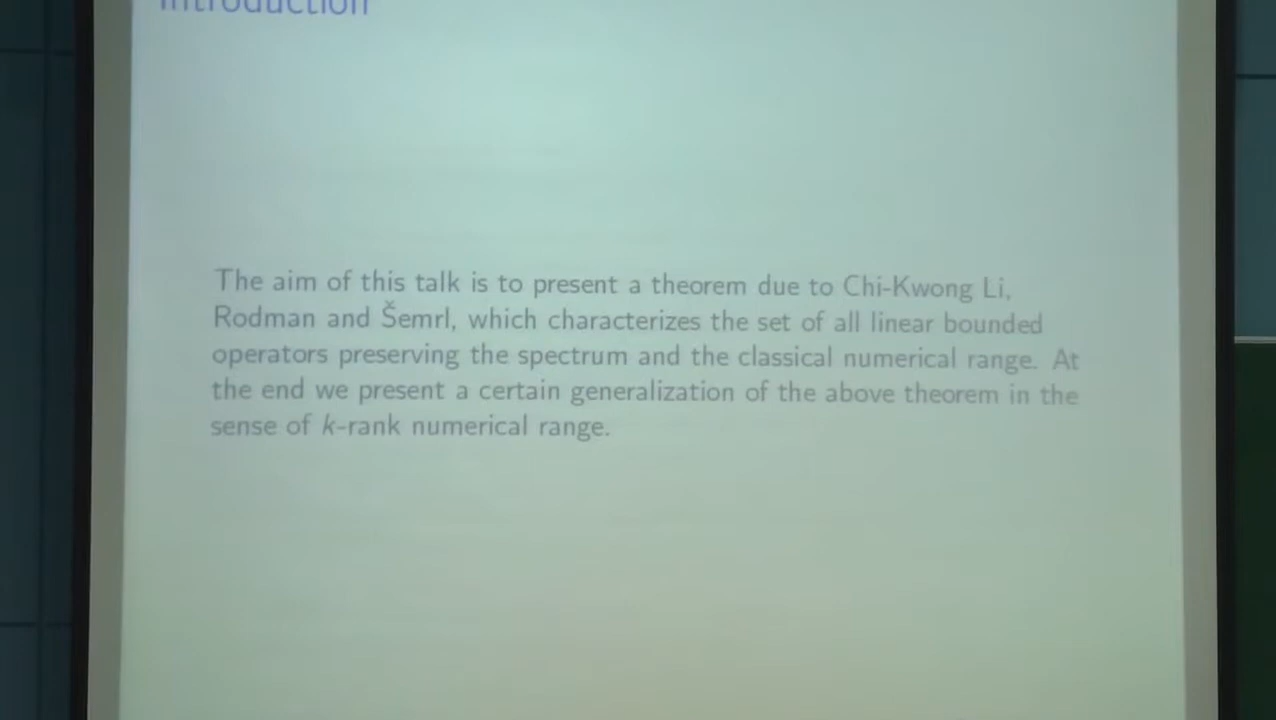 Introduction
The aim of this talk is to present a theorem due to Chi-Kwong Li,
Rodman and Šemrl, which characterizes the set of all linear bounded
operators preserving the spectrum and the classical numerical range. At
the end we present a certain generalization of the above theorem in the
sense of k-rank numerical range.